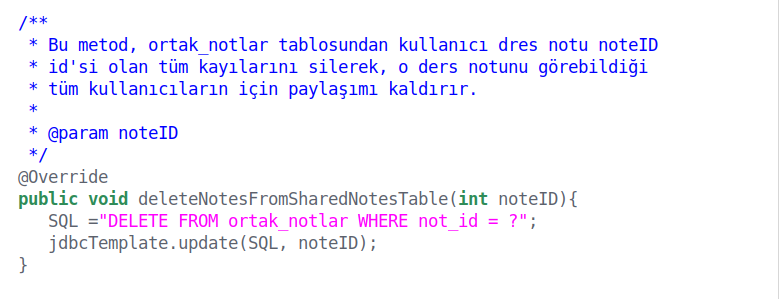 /**
 * Bu metod, ortak_notlar tablosundan kullanıcı dres notu noteID
 * id'si olan tüm kayılarını silerek, o ders notunu görebildiği
 * tüm kullanıcıların için paylaşımı kaldırır.
 *
 * @param noteID
 */
@Override
public void deleteNotesFromSharedNotesTable(int noteID){
   SQL ="DELETE FROM ortak_notlar WHERE not_id = ?";
   jdbcTemplate.update(SQL, noteID);
}